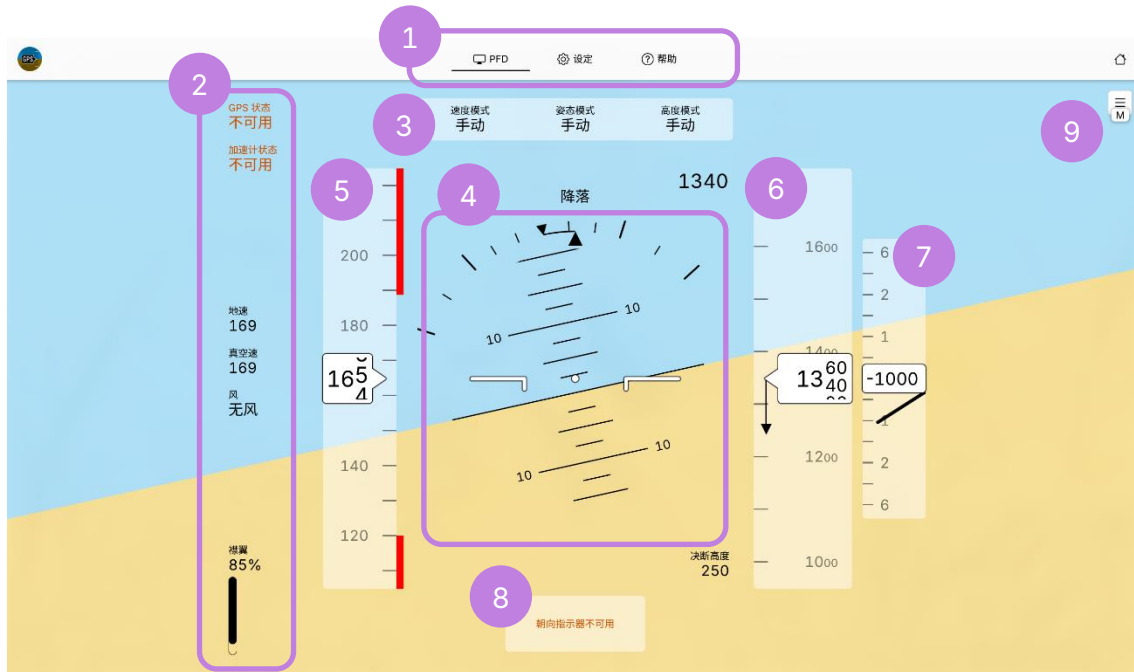 1
GPS
PFD
设定
帮助
2
GPS 状态
不可用
加速计状态
不可用
3
速度模式
手动
姿态模式
手动
高度模式
手动
9
M
5
4
降落
1340
6
7
200
180
165
4
140
120
10
10
10
10
1600
1400
1360
40
1200
1000
6
2
1
-1000
1
2
6
地速
169
真空速
169
风
无风
襟翼
85%
决断高度
250
8
朝向指示器不可用